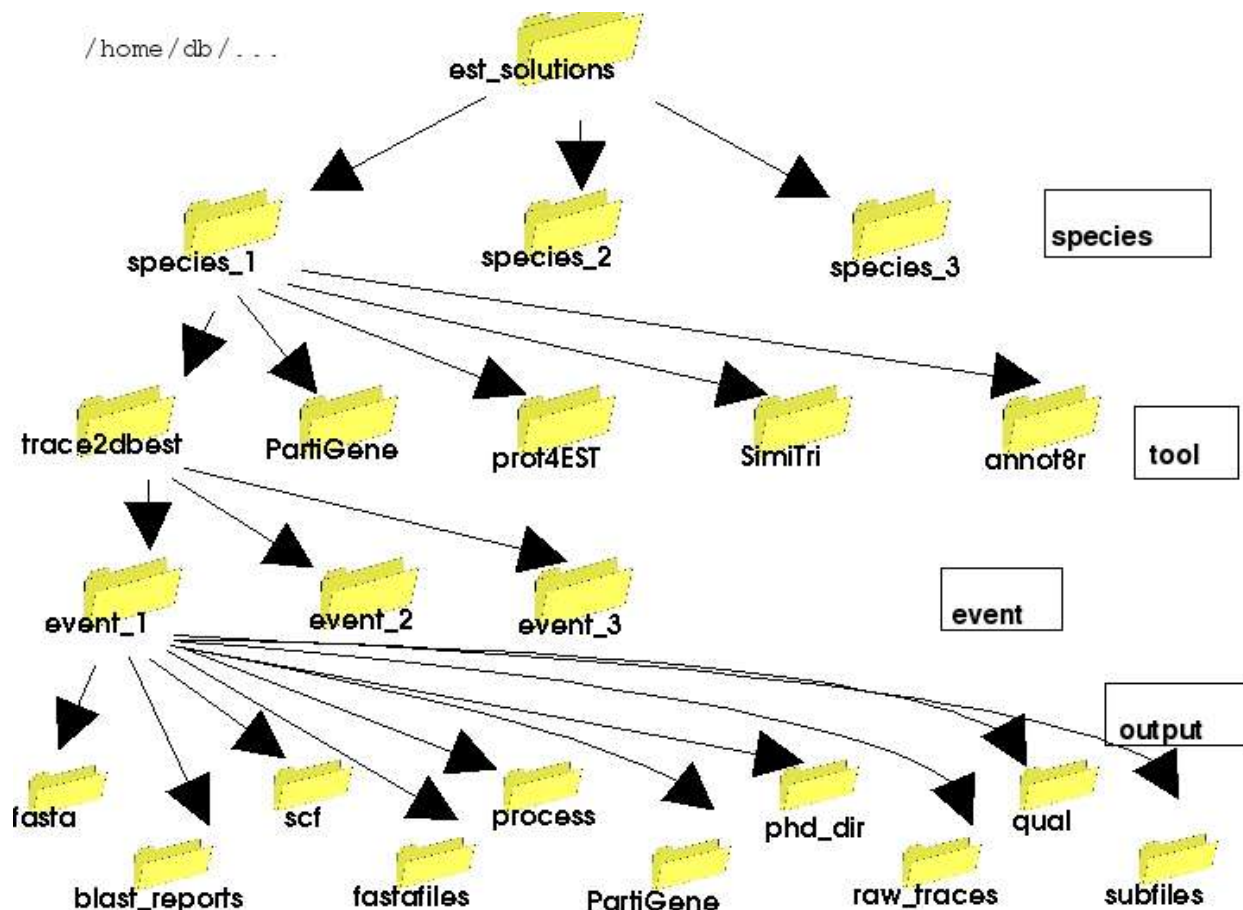 /home/db/...
est_solutions
species_1
species_2
species_3
species
trace2dbest
PartiGene
prot4EST
SimiTri
annot8r
tool
event_1
event_2
event_3
event
output
fasta
scf
process
phd_dir
qual
blast_reports
fastafiles
PartiGene
raw_traces
subfiles